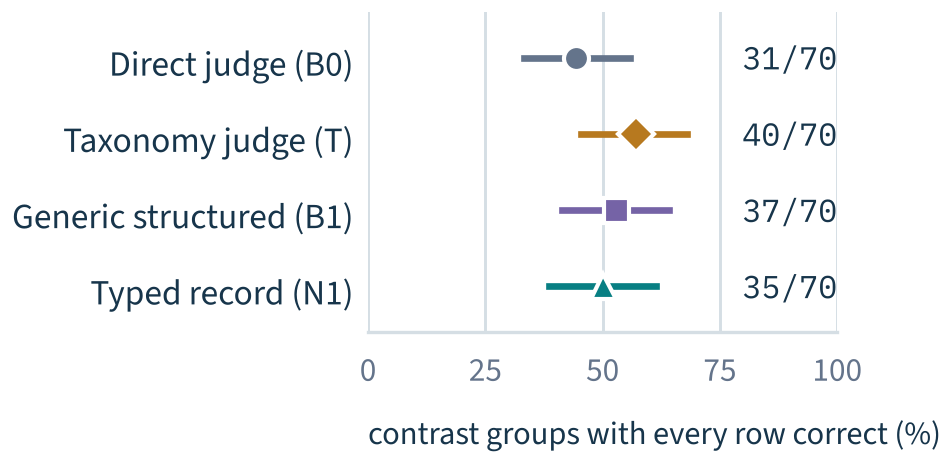 Direct judge (B0) 31/70
Taxonomy judge (T) 40/70
Generic structured (B1) 37/70
Typed record (N1) 35/70
0 25 50 75 100
contrast groups with every row correct (%)